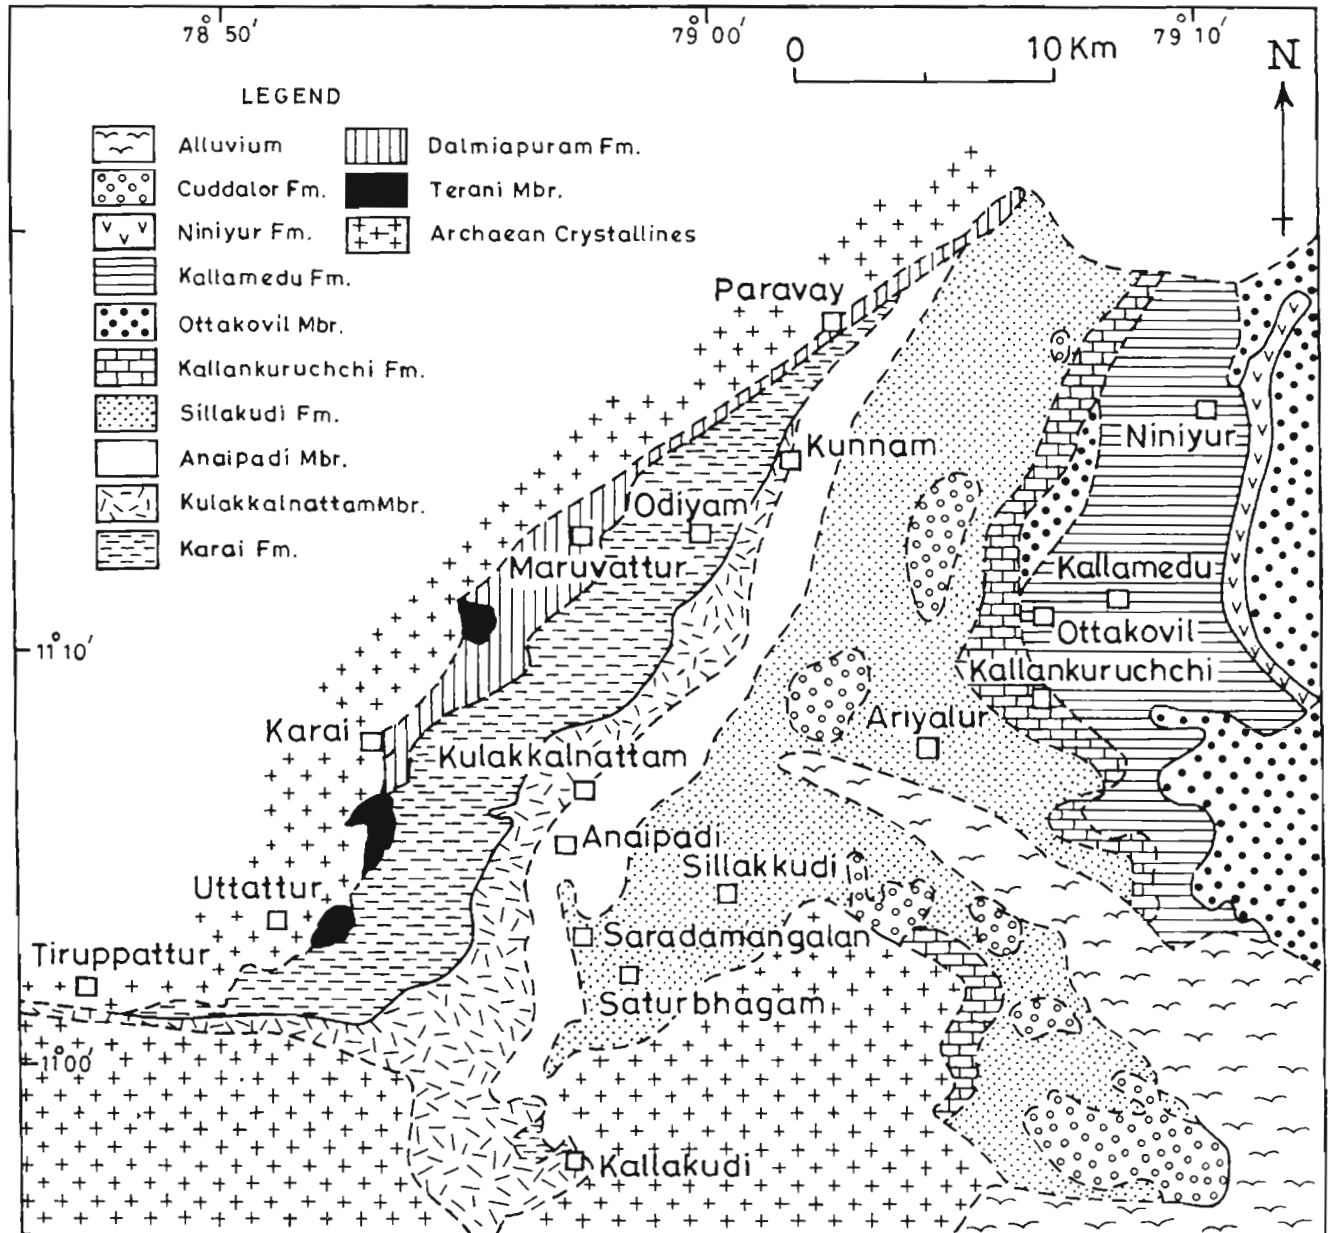 78°50′
79°00′
79°10′
0 10 Km
N
LEGEND
Alluvium
Cuddalor Fm.
Niniyur Fm.
Kallamedu Fm.
Ottakovil Mbr.
Kallankuruchchi Fm.
Sillakudi Fm.
Anaipadi Mbr.
Kulakkalnattam Mbr.
Karai Fm.
Dalmiapuram Fm.
Terani Mbr.
Archaean Crystallines
Paravay
Kunnam
Niniyur
Odiyam
Maruvattur
Kallamedu
Ottakovil
11°10′
Kallankuruchchi
Karai
Ariyalur
Kulakkalnattam
Anaipadi
Sillakkudi
Uttattur
Saradamangalan
Tiruppattur
Saturbhagam
11°00′
Kallakudi